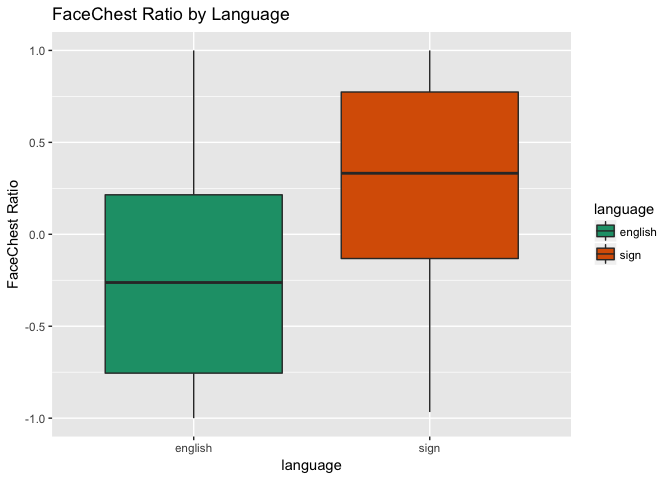 FaceChest Ratio by Language
1.0
0.5
0.0
-0.5
-1.0
FaceChest Ratio
english
sign
language
language
english
sign